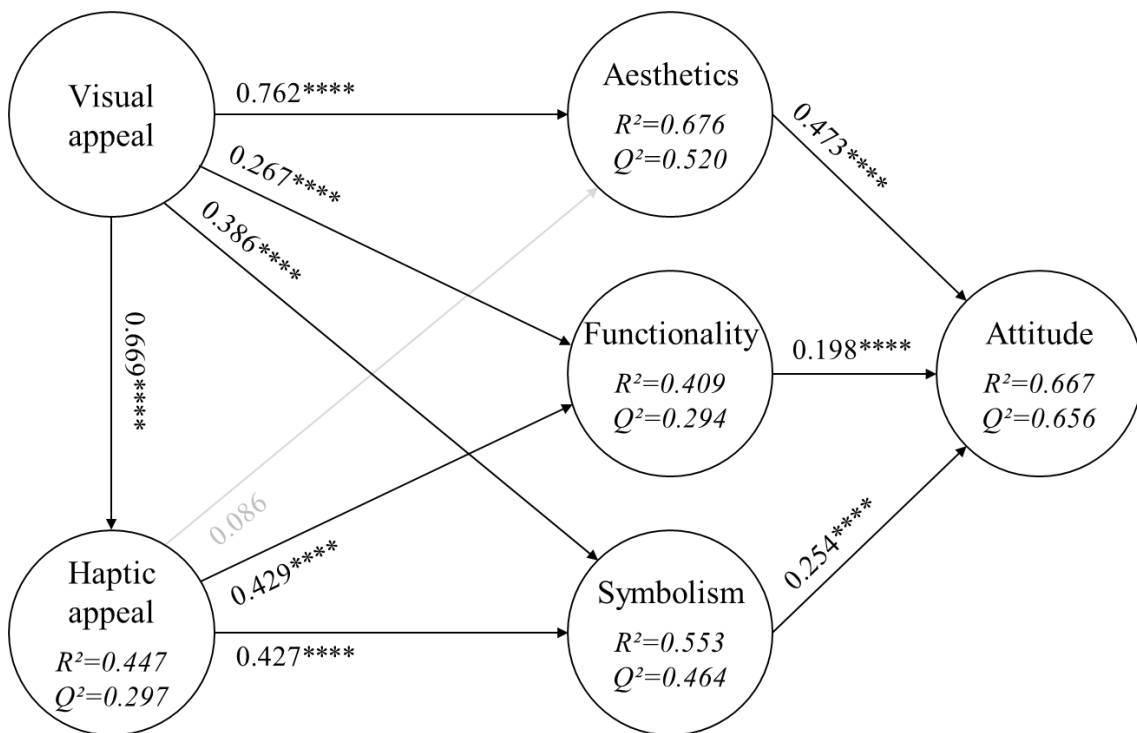 Visual
appeal
0.762****
Aesthetics
R²=0.676
Q²=0.520
0.267****
0.386****
0.473****
0.669****
Functionality
R²=0.409
Q²=0.294
0.198****
Attitude
R²=0.667
Q²=0.656
0.086
0.429****
0.254****
Haptic
appeal
R²=0.447
Q²=0.297
0.427****
Symbolism
R²=0.553
Q²=0.464